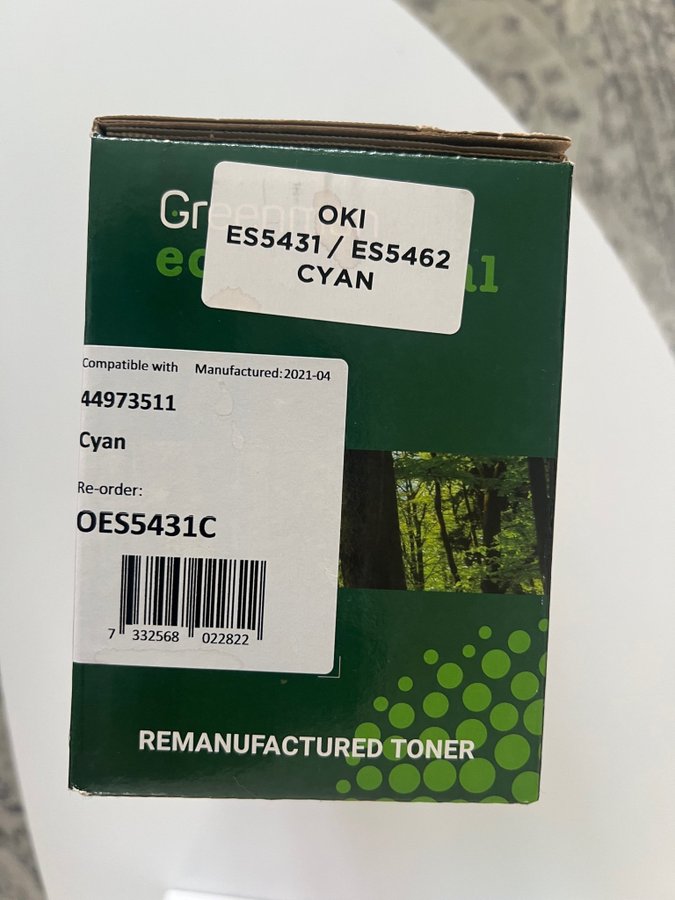 Greenman
OKI
ES5431 / ES5462
CYAN
Compatible with Manufactured: 2021-04
44973511
Cyan
Re-order:
OES5431C
7 332568 022822
REMANUFACTURED TONER